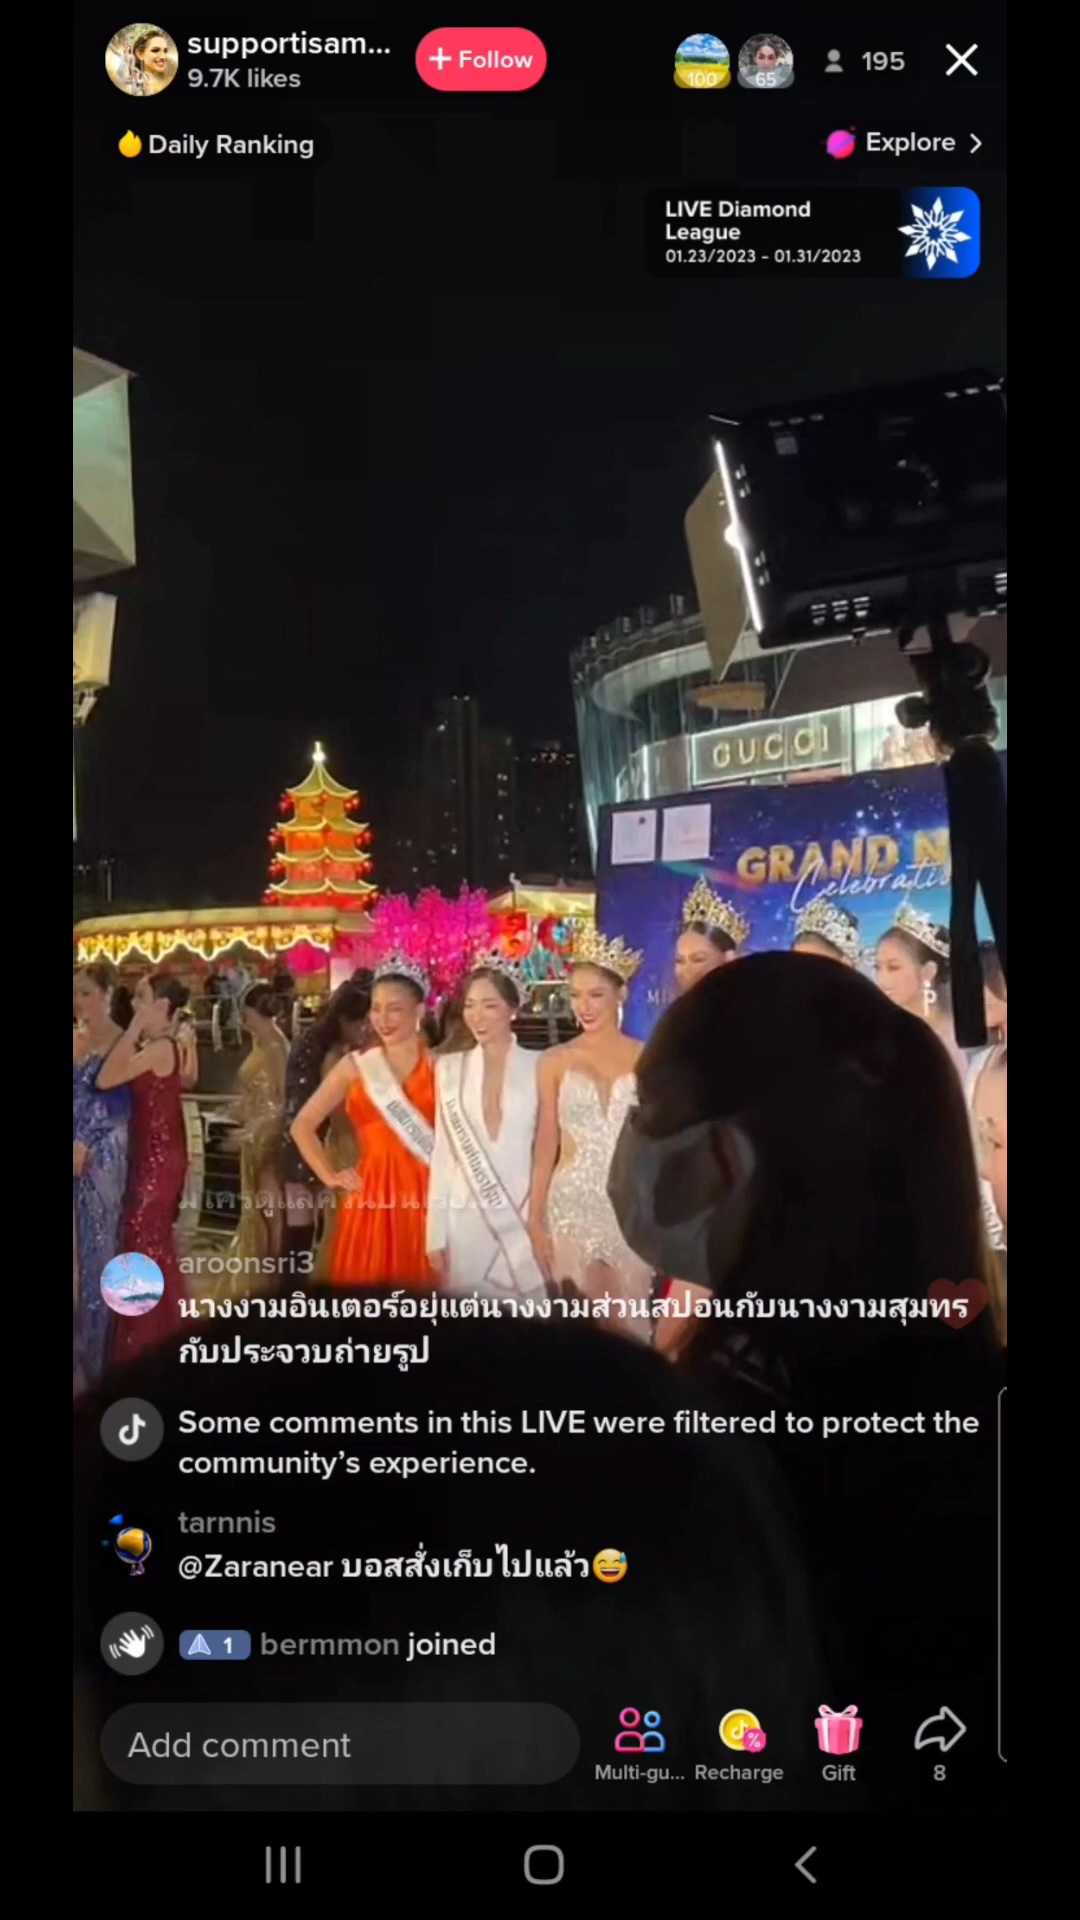 supportisam...
9.7K likes
+ Follow
100
65
195
Daily Ranking
Explore
LIVE Diamond
League
01.23/2023 - 01.31/2023
GUCCI
GRAND N
Celebratio
aroonsri3
นางงามอินเตอร์อยุ่แต่นางงามส่วนสปอนกับนางงามสุมทร
กับประจวบถ่ายรูป
Some comments in this LIVE were filtered to protect the
community's experience.
tarnnis
@Zaranear บอสสั่งเก็บไปแล้ว😅
1 bermmon joined
Add comment
Multi-gu...
Recharge
Gift
8